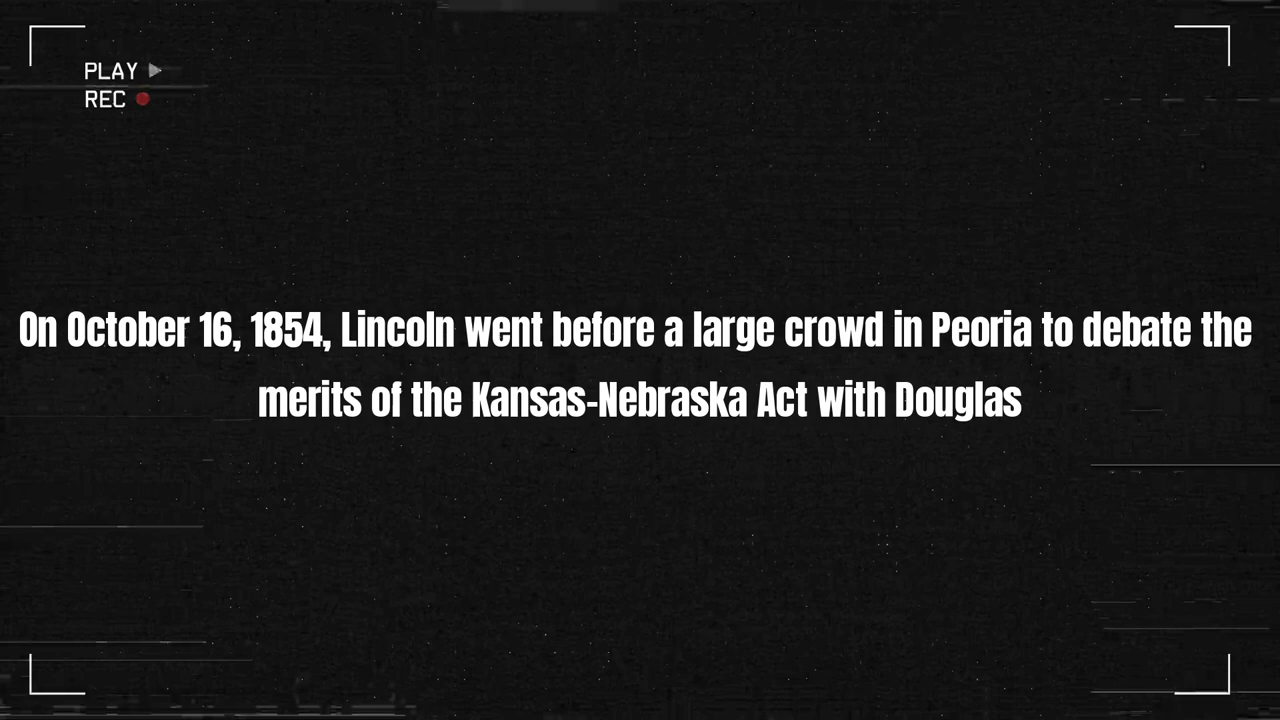 PLAY
REC
On October 16, 1854, Lincoln went before a large crowd in Peoria to debate the
merits of the Kansas-Nebraska Act with Douglas